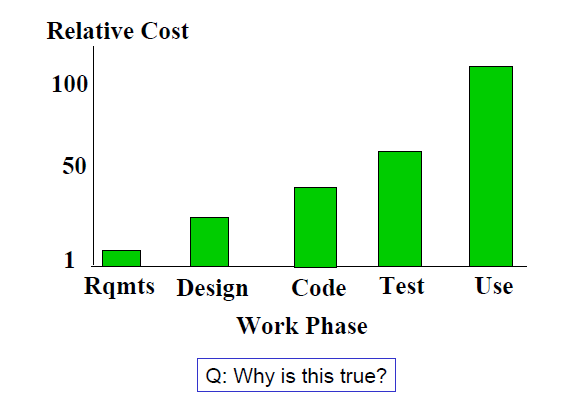 Relative Cost
100
50
1
Rqmts Design Code Test Use
Work Phase
Q: Why is this true?